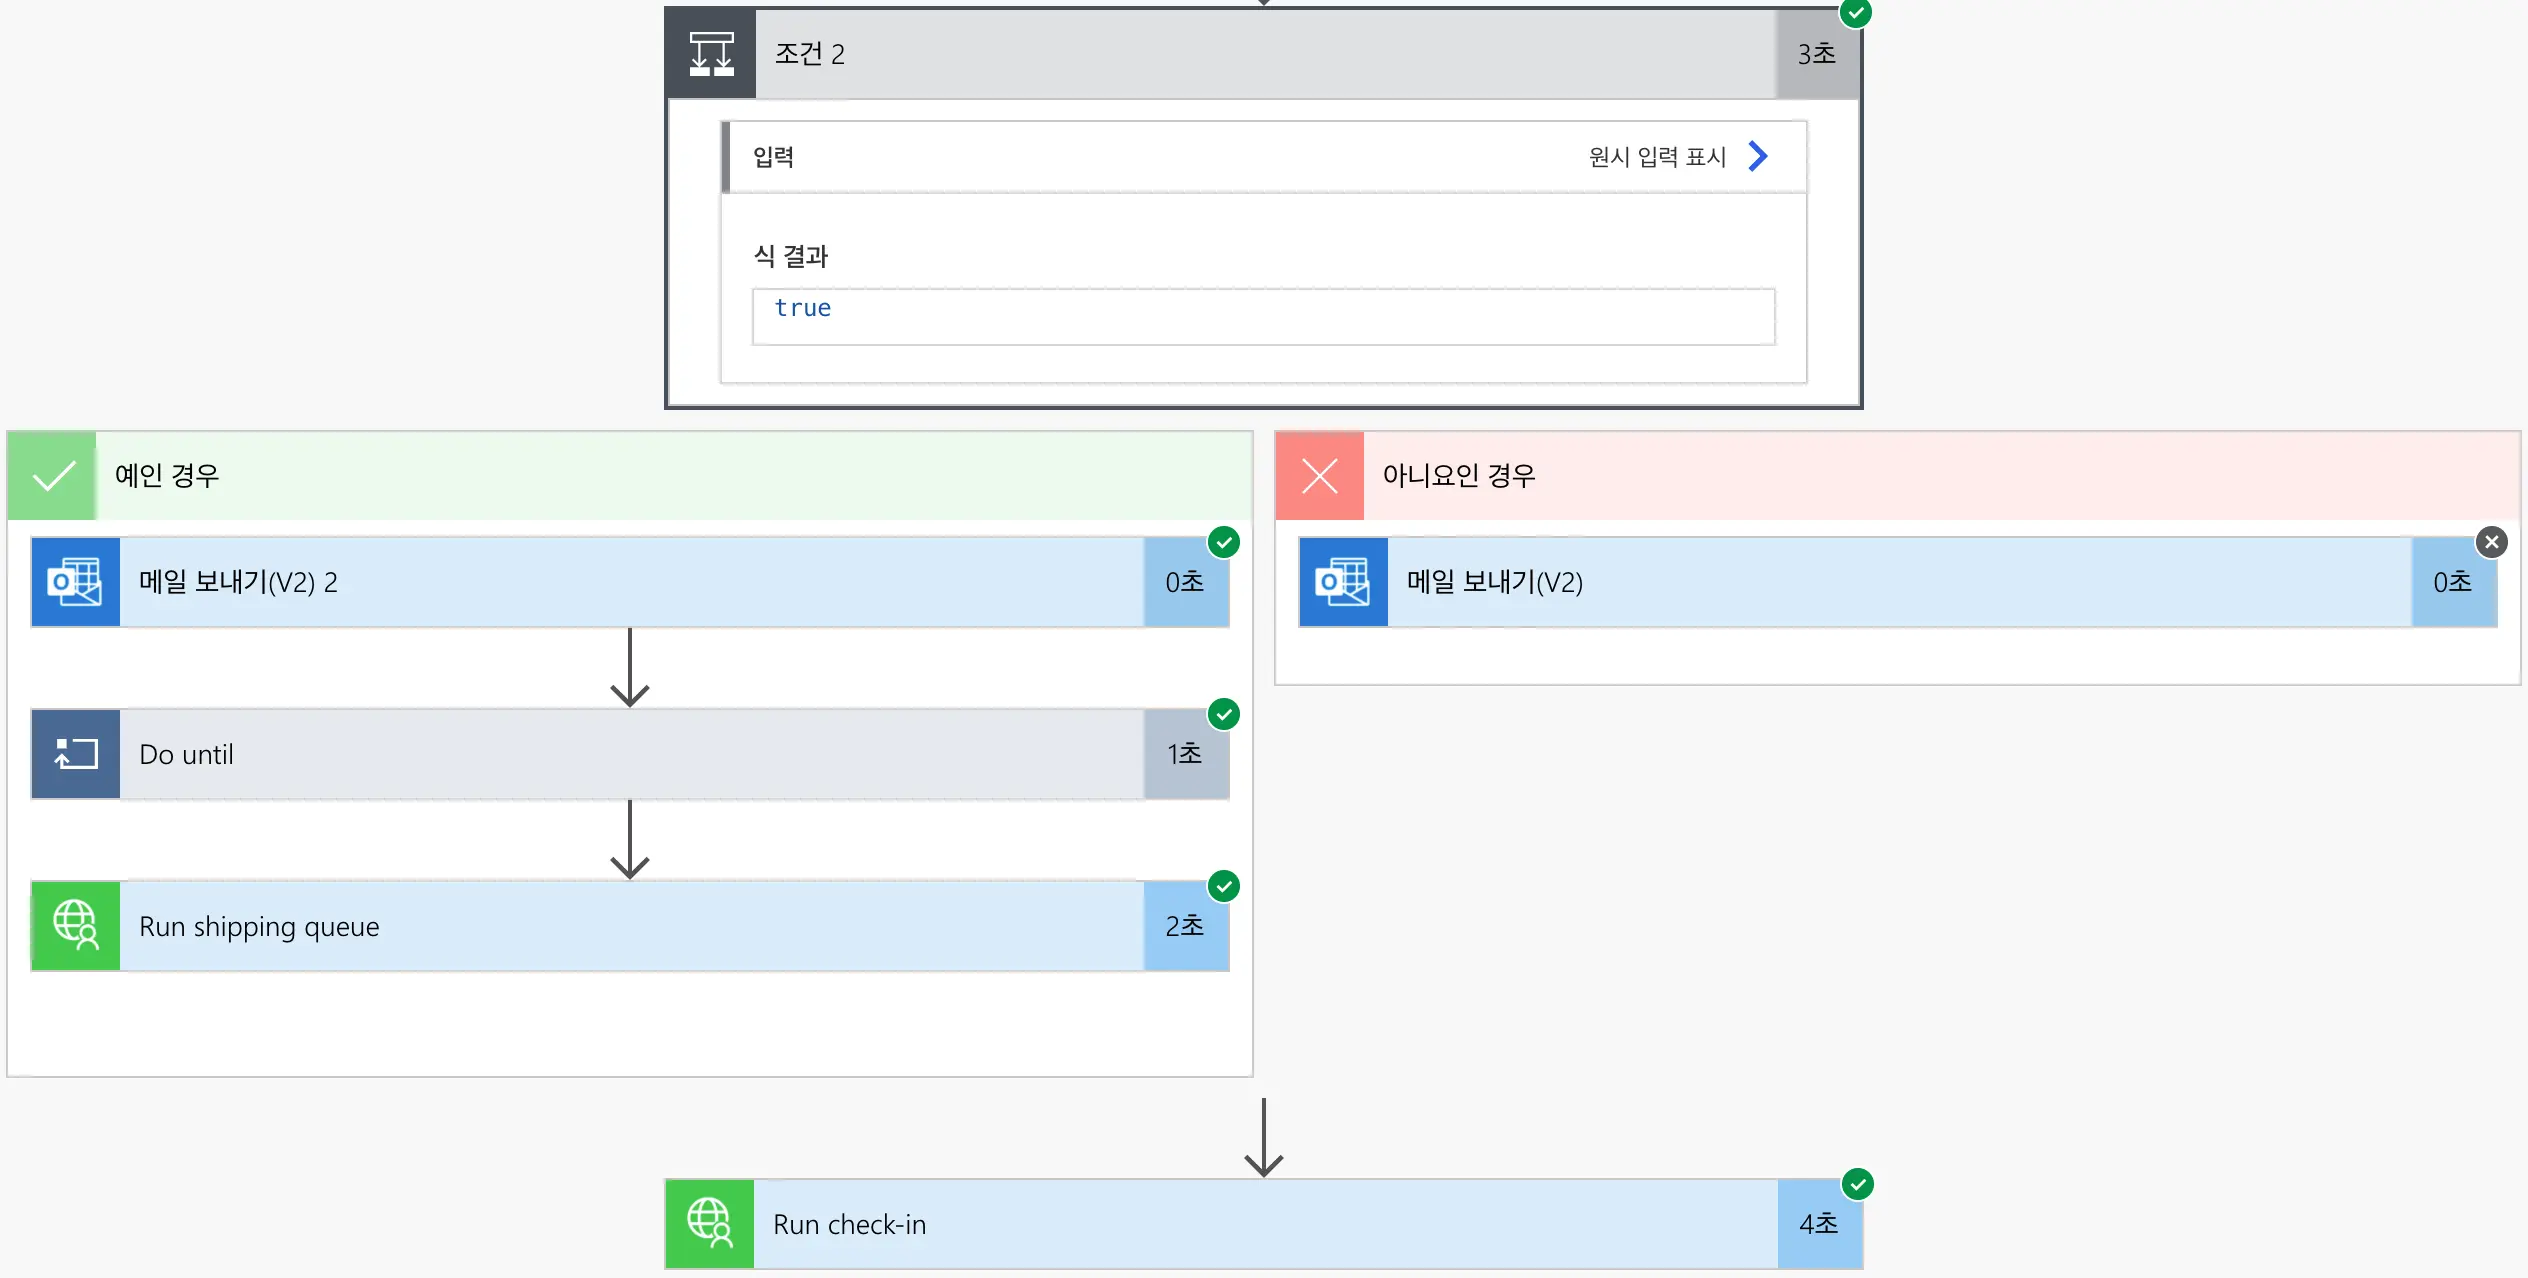 조건 2
3초
입력
원시 입력 표시
식 결과
true
예인 경우
메일 보내기(V2) 2
0초
Do until
1초
Run shipping queue
2초
아니요인 경우
메일 보내기(V2)
0초
Run check-in
4초